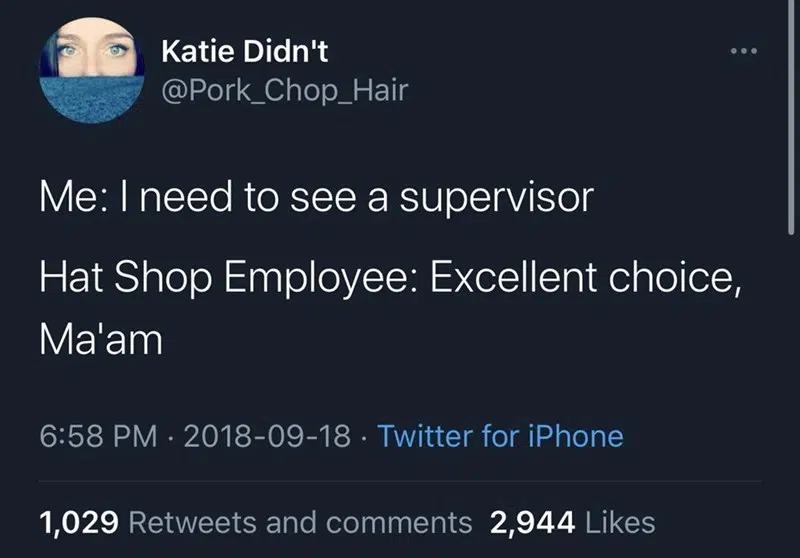 Katie Didn't
@Pork_Chop_Hair
Me: I need to see a supervisor
Hat Shop Employee: Excellent choice,
Ma'am
6:58 PM · 2018-09-18 · Twitter for iPhone
1,029 Retweets and comments 2,944 Likes